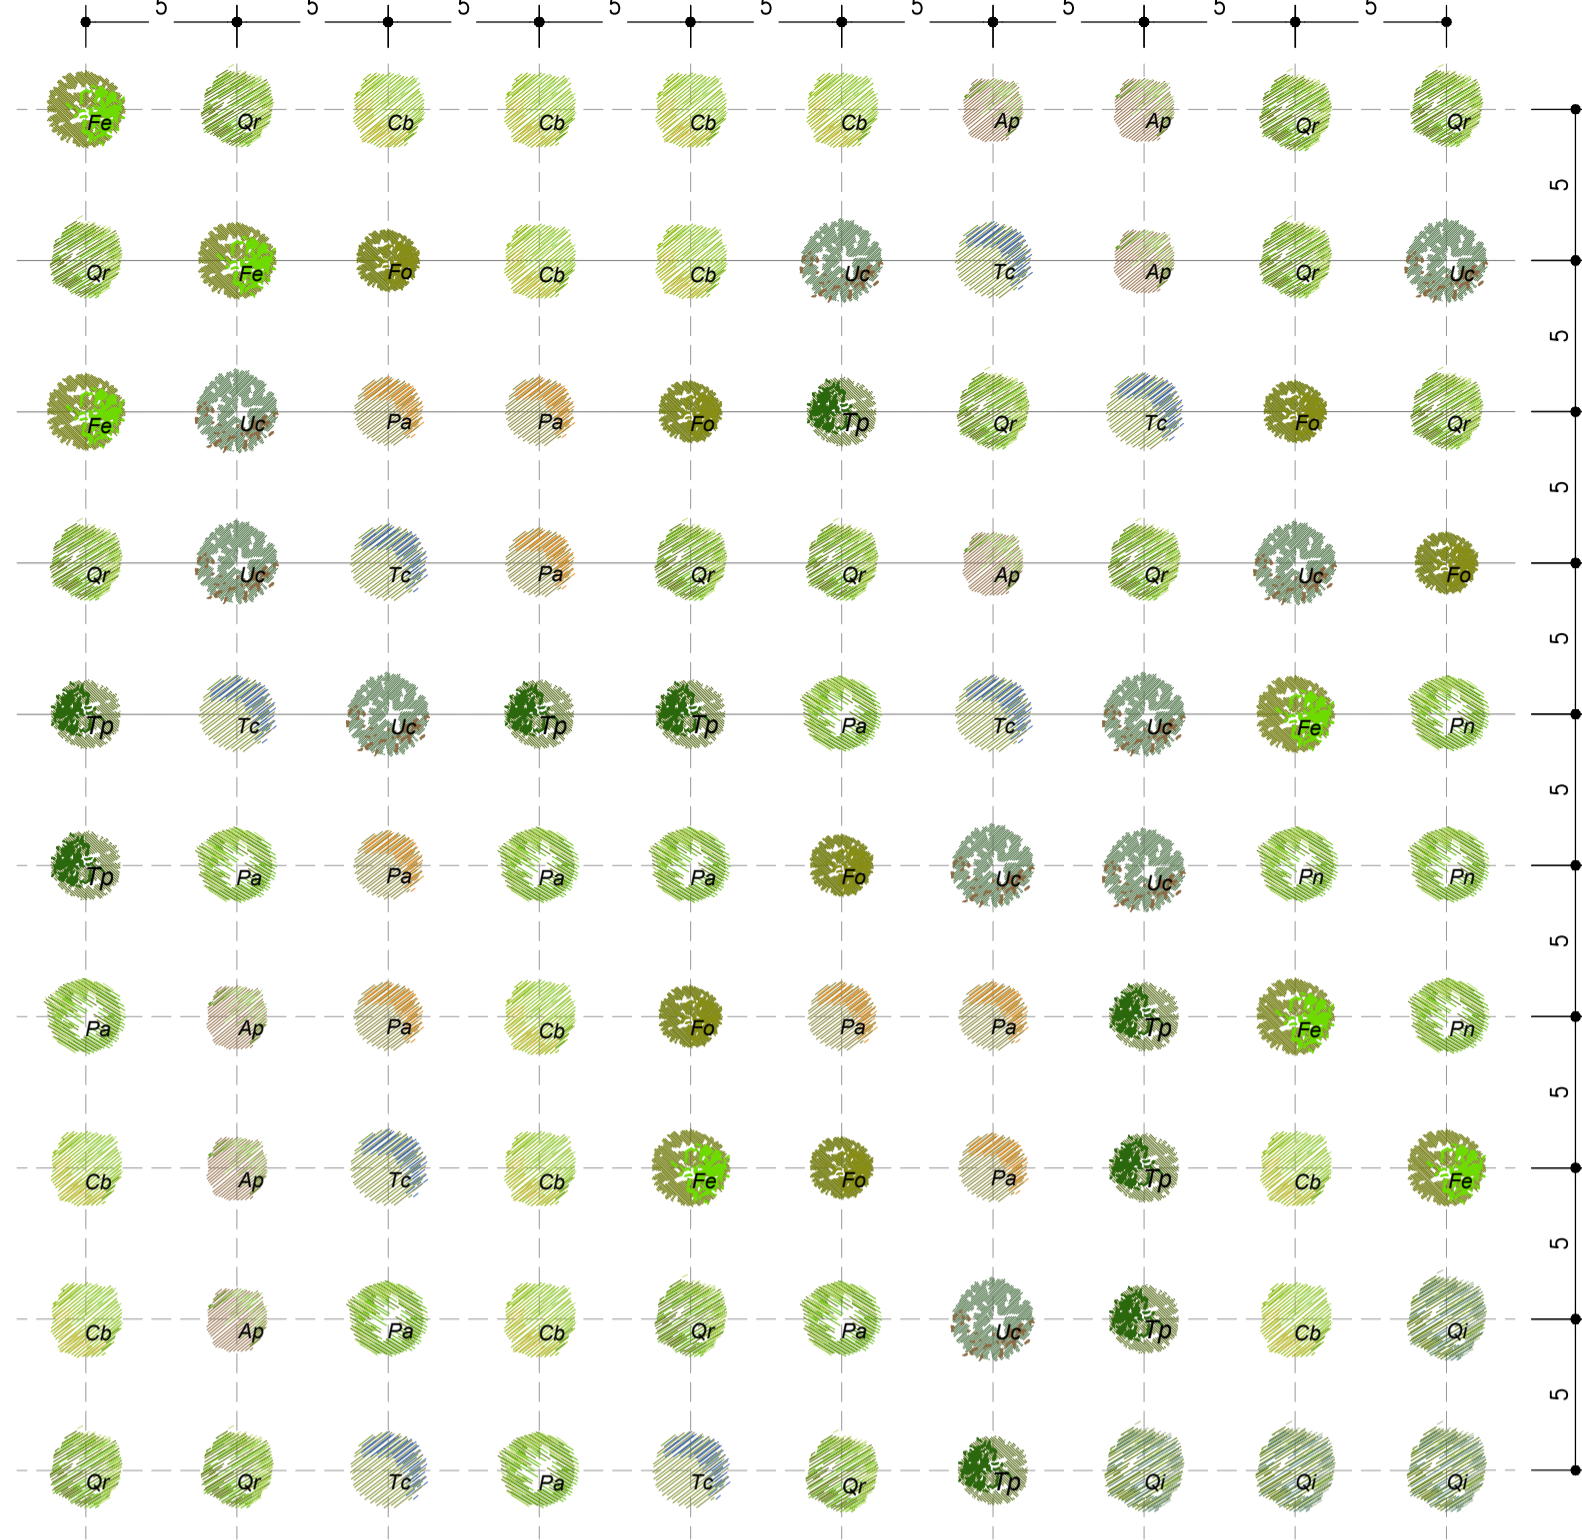 5 5 5 5 5 5 5 5 5
Fe Qr Cb Cb Cb Cb Ap Ap Qr Qr
5
Qr Fe Fo Cb Cb Uc Tc Ap Qr Uc
5
Fe Uc Pa Pa Fo Tp Qr Tc Fo Qr
5
Qr Uc Tc Pa Qr Qr Ap Qr Uc Fo
5
Tp Tc Uc Tp Tp Pa Tc Uc Fe Pn
5
Tp Pa Pa Pa Pa Fo Uc Uc Pn Pn
5
Pa Ap Pa Cb Fo Pa Pa Tp Fe Pn
5
Cb Ap Tc Cb Fe Fo Pa Tp Cb Fe
5
Cb Ap Pa Cb Qr Pa Uc Tp Cb Qi
5
Qr Qr Tc Pa Tc Qr Tp Qi Qi Qi